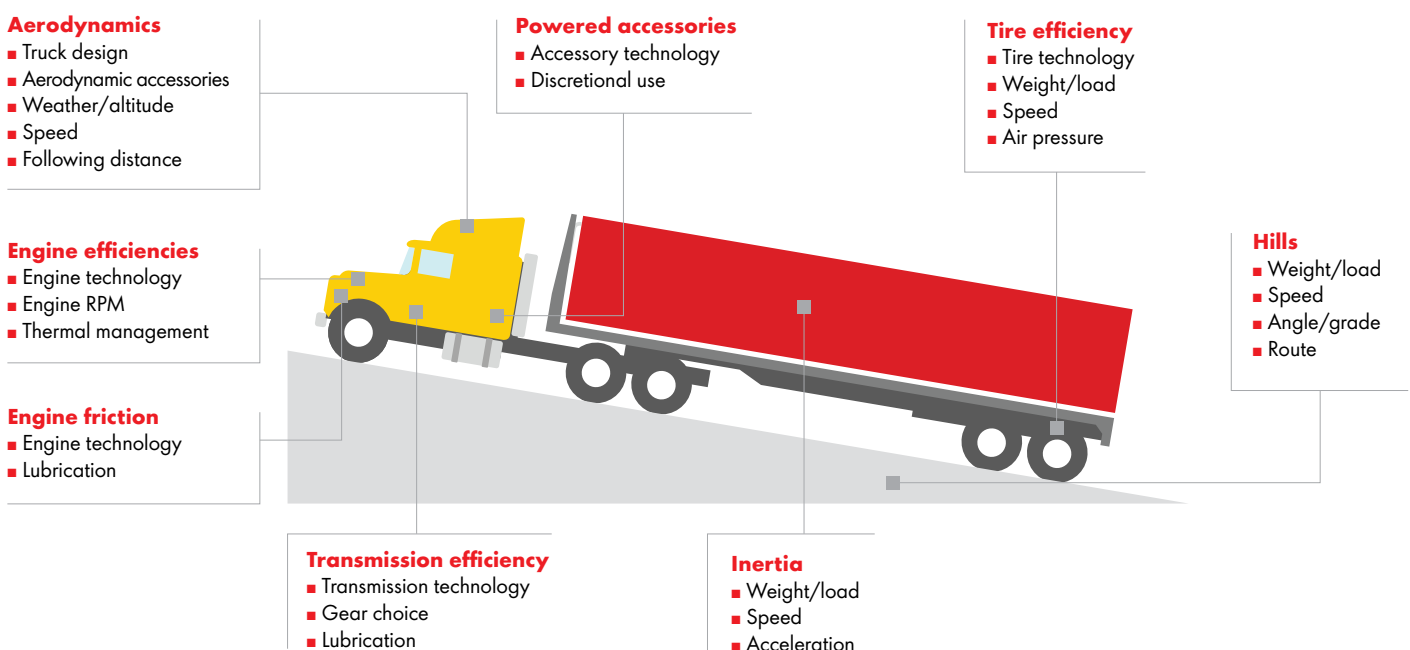 Aerodynamics
■ Truck design
■ Aerodynamic accessories
■ Weather/altitude
■ Speed
■ Following distance
Powered accessories
■ Accessory technology
■ Discretional use
Tire efficiency
■ Tire technology
■ Weight/load
■ Speed
■ Air pressure
Engine efficiencies
■ Engine technology
■ Engine RPM
■ Thermal management
Hills
■ Weight/load
■ Speed
■ Angle/grade
■ Route
Engine friction
■ Engine technology
■ Lubrication
Transmission efficiency
■ Transmission technology
■ Gear choice
■ Lubrication
Inertia
■ Weight/load
■ Speed
■ Acceleration